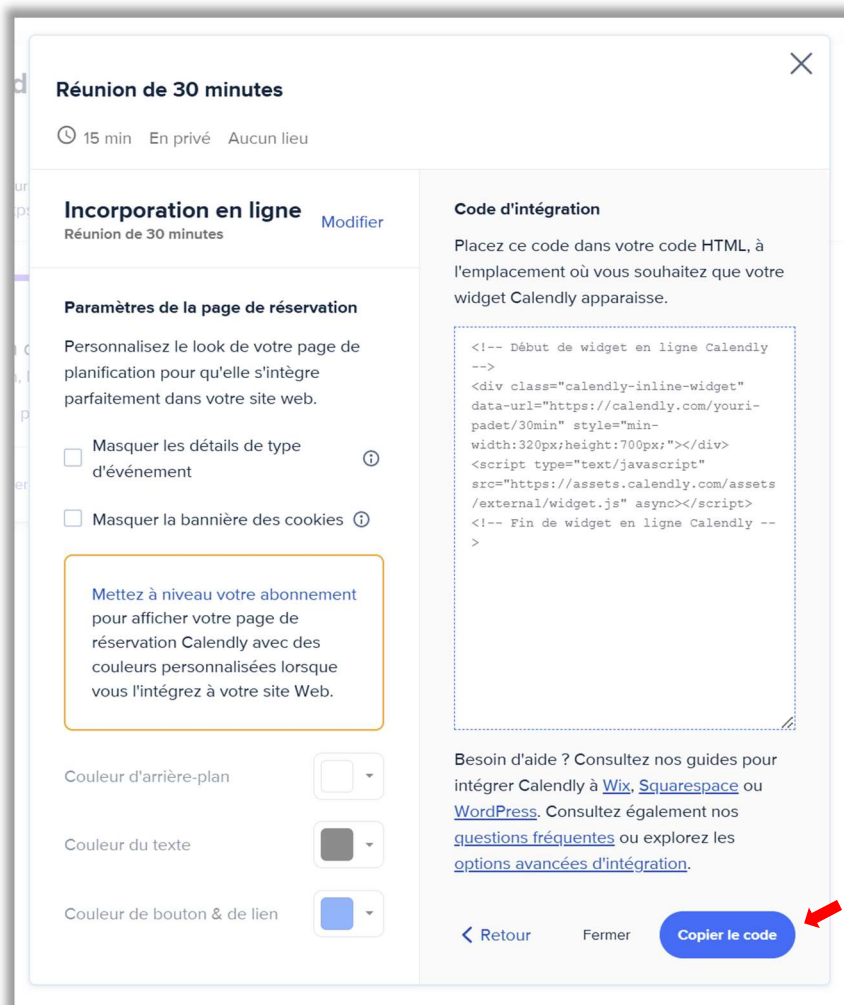 Réunion de 30 minutes
15 min En privé Aucun lieu
Incorporation en ligne
Modifier
Réunion de 30 minutes
Paramètres de la page de réservation
Personnalisez le look de votre page de
planification pour qu'elle s'intègre
parfaitement dans votre site web.
Masquer les détails de type
d'événement
Masquer la bannière des cookies
Mettez à niveau votre abonnement
pour afficher votre page de
réservation Calendly avec des
couleurs personnalisées lorsque
vous l'intégrez à votre site Web.
Couleur d'arrière-plan
Couleur du texte
Couleur de bouton & de lien
Code d'intégration
Placez ce code dans votre code HTML, à
l'emplacement où vous souhaitez que votre
widget Calendly apparaisse.
<!-- Début de widget en ligne Calendly
-->
<div class="calendly-inline-widget"
data-url="https://calendly.com/youri-
padet/30min" style="min-
width:320px;height:700px;"></div>
<script type="text/javascript"
src="https://assets.calendly.com/assets
/external/widget.js" async></script>
<!-- Fin de widget en ligne Calendly --
>
Besoin d'aide ? Consultez nos guides pour
intégrer Calendly à Wix, Squarespace ou
WordPress. Consultez également nos
questions fréquentes ou explorez les
options avancées d'intégration.
Retour
Fermer
Copier le code